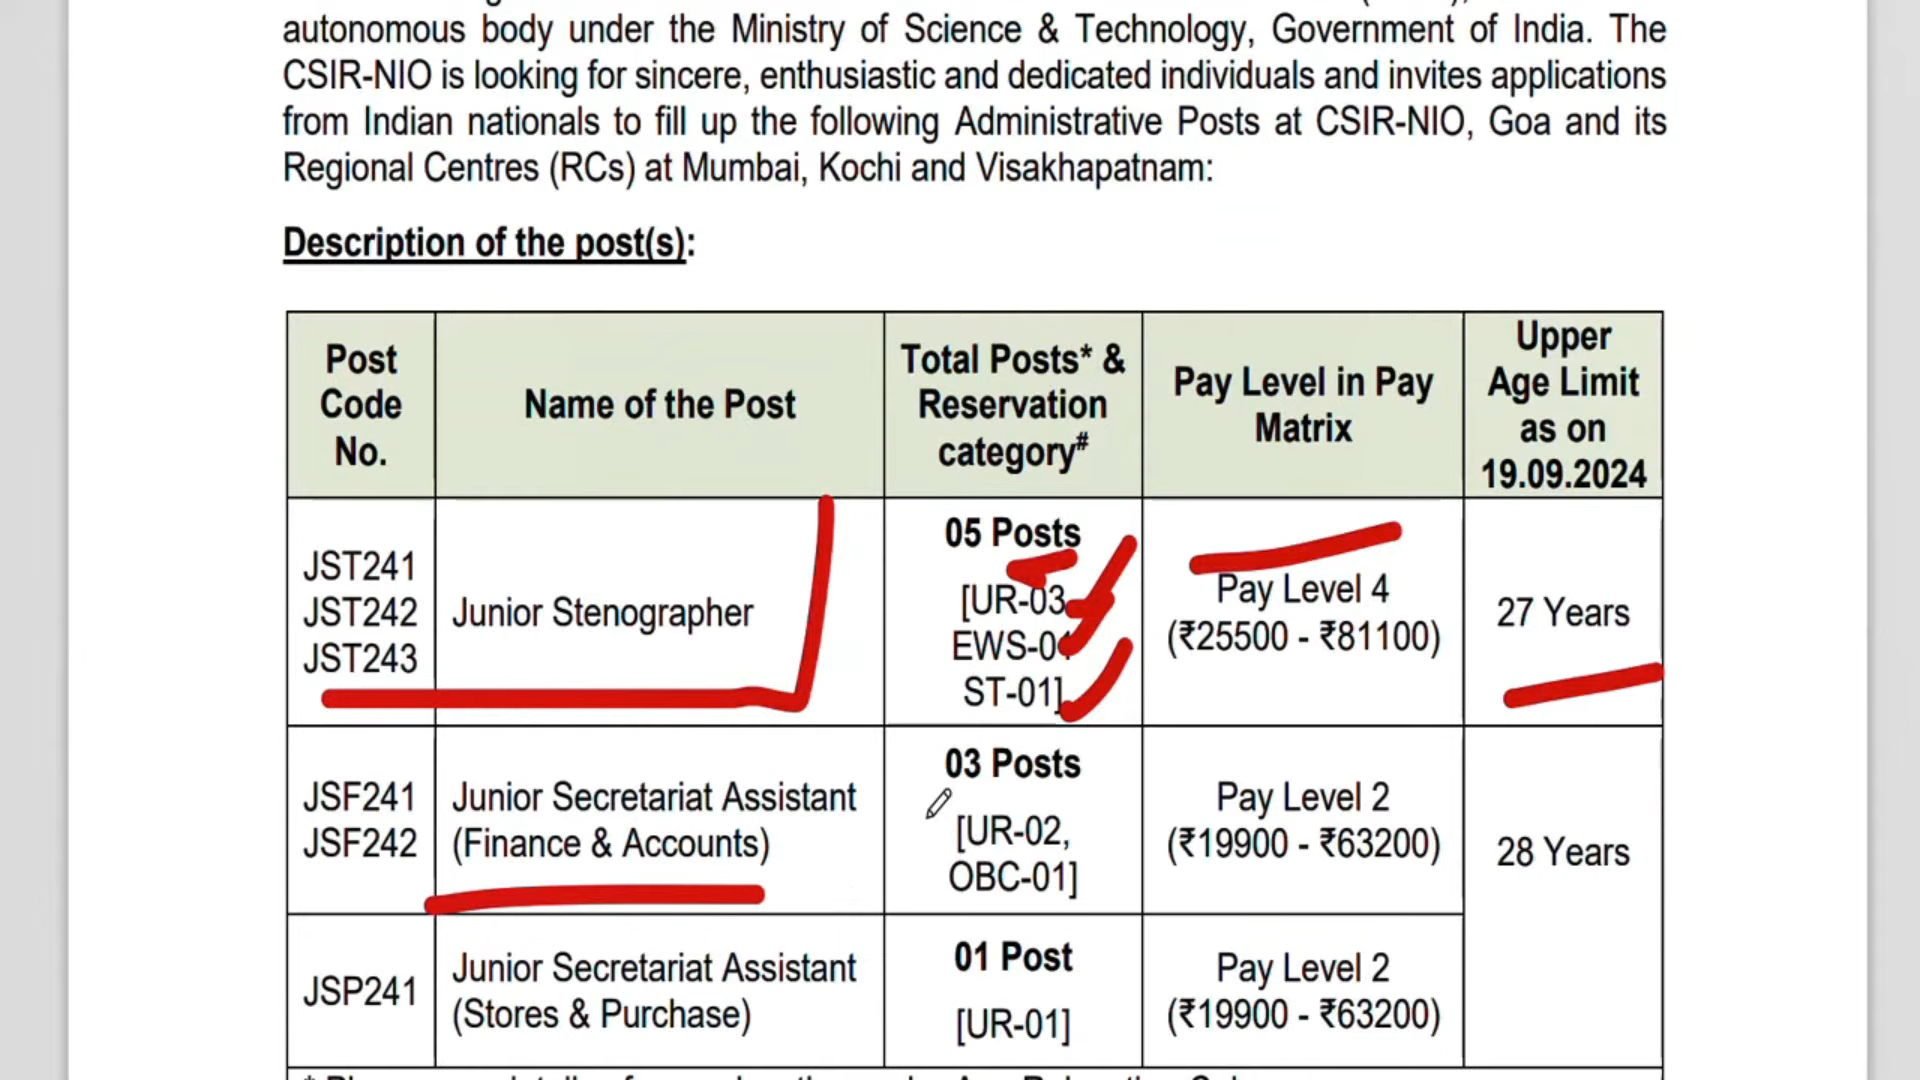 autonomous body under the Ministry of Science & Technology, Government of India. The
CSIR-NIO is looking for sincere, enthusiastic and dedicated individuals and invites applications
from Indian nationals to fill up the following Administrative Posts at CSIR-NIO, Goa and its
Regional Centres (RCs) at Mumbai, Kochi and Visakhapatnam:
Description of the post(s):
Post
Code
No.
Name of the Post
Total Posts* &
Reservation
category#
Pay Level in Pay
Matrix
Upper
Age Limit
as on
19.09.2024
JST241
JST242
JST243
Junior Stenographer
05 Posts
[UR-03
EWS-01
ST-01]
Pay Level 4
(₹25500 - ₹81100)
27 Years
JSF241
JSF242
Junior Secretariat Assistant
(Finance & Accounts)
03 Posts
[UR-02,
OBC-01]
Pay Level 2
(₹19900 - ₹63200)
28 Years
JSP241
Junior Secretariat Assistant
(Stores & Purchase)
01 Post
[UR-01]
Pay Level 2
(₹19900 - ₹63200)